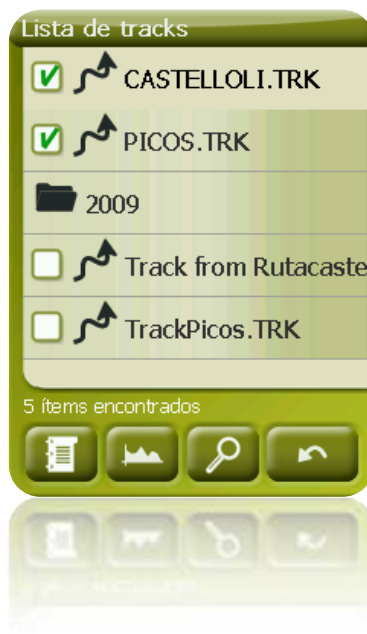 Lista de tracks
CASTELLOLI.TRK
PICOS.TRK
2009
Track from Rutacaste
TrackPicos.TRK
5 ítems encontrados